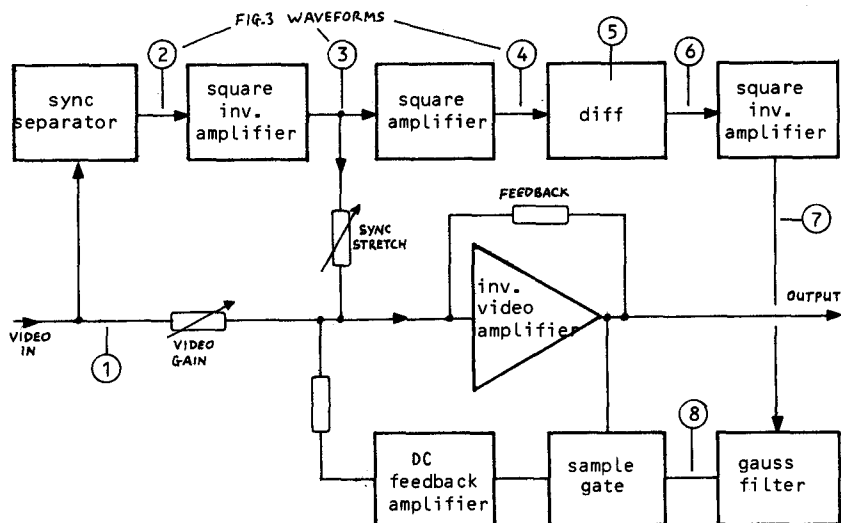 FIG.3 WAVEFORMS
2
3
4
5
6
sync
separator
square
inv.
amplifier
square
amplifier
diff
square
inv.
amplifier
FEEDBACK
7
SYNC
STRETCH
inv.
video
amplifier
OUTPUT
VIDEO
IN
VIDEO
GAIN
1
8
DC
feedback
amplifier
sample
gate
gauss
filter